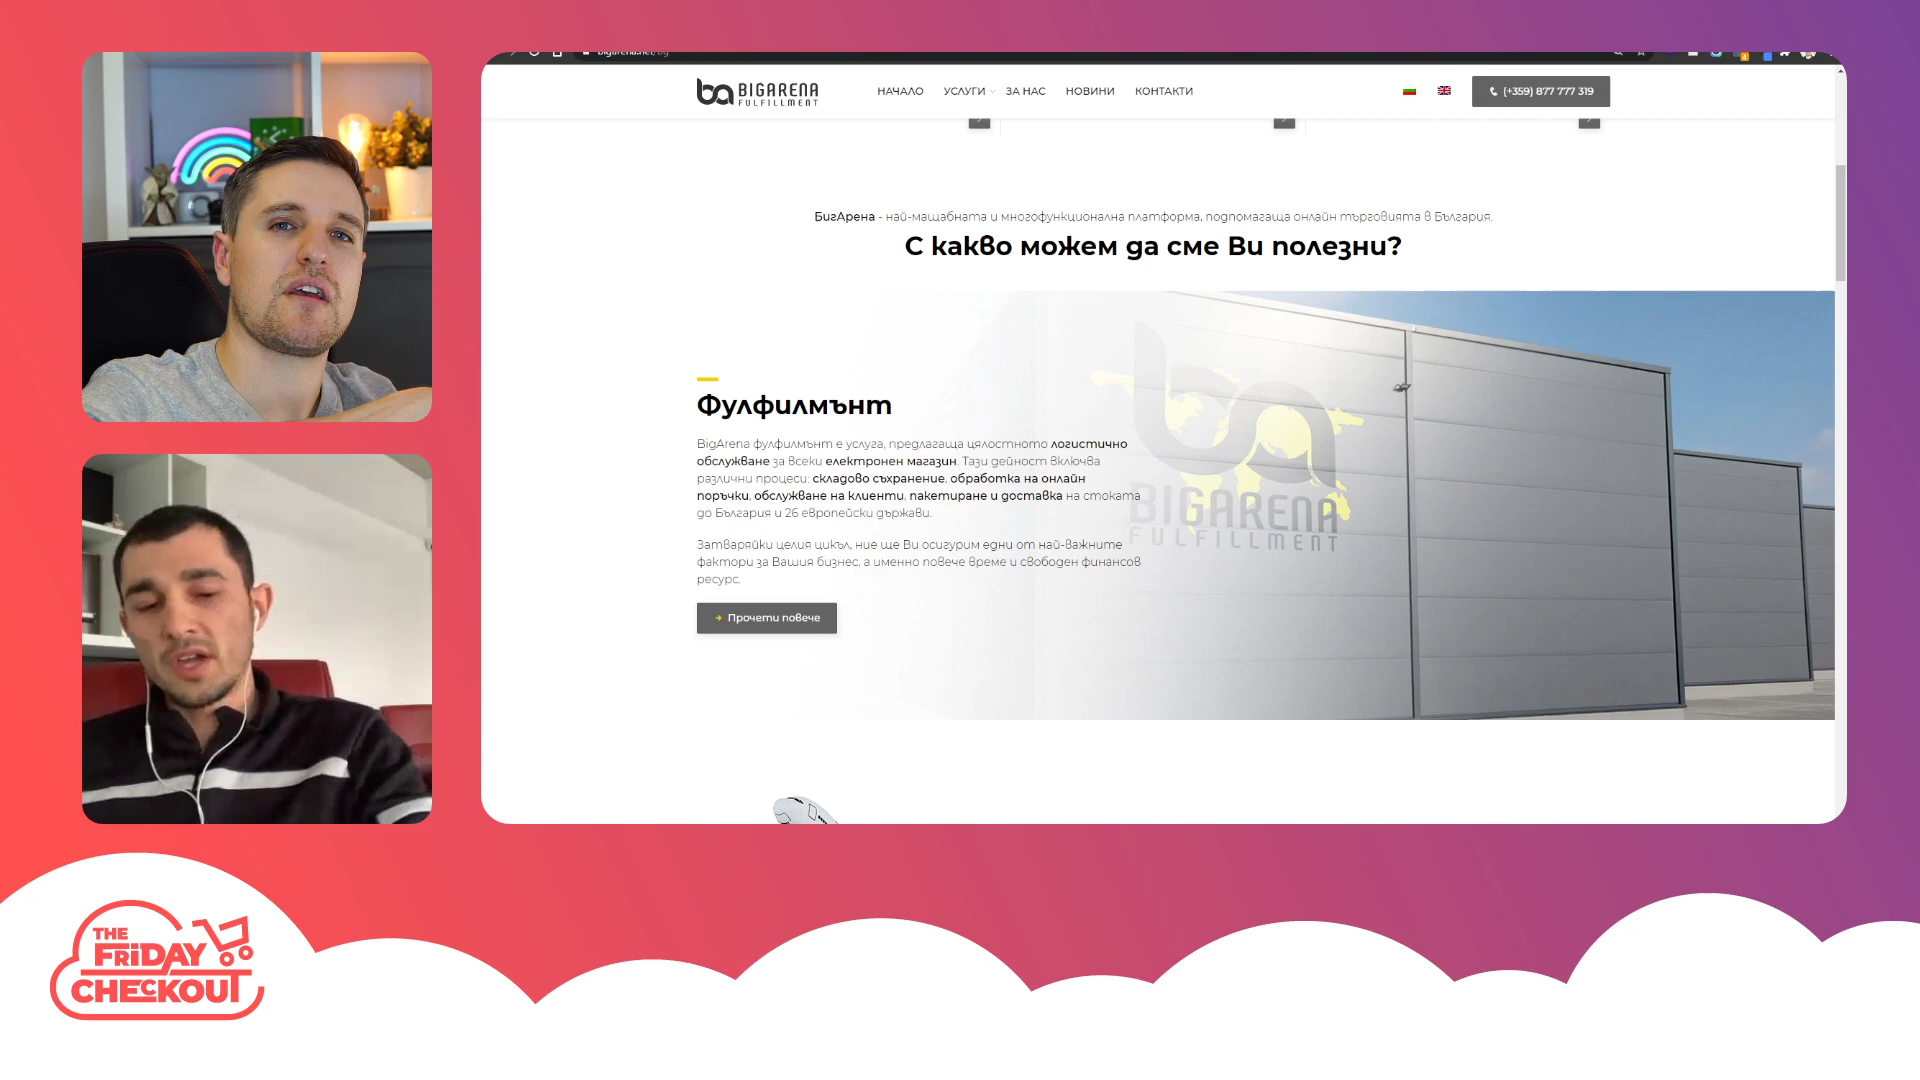 BIGARENA
FULFILLMENT
НАЧАЛО
УСЛУГИ
ЗА НАС
НОВИНИ
КОНТАКТИ
(+359) 877 777 319
БигАрена - най-мащабната и многофункционална платформа, подпомагаща онлайн търговията в България.
С какво можем да сме Ви полезни?
Фулфилмънт
BigArena фулфилмънт е услуга, предлагаща цялостното логистично
обслужване за всеки електронен магазин. Тази дейност включва
различни процеси: складово съхранение, обработка на онлайн
поръчки, обслужване на клиенти, пакетиране и доставка на стоката
до България и 26 европейски държави.
Затваряйки целия цикъл, ние ще Ви осигурим едни от най-важните
фактори за Вашия бизнес, а именно повече време и свободен финансов
ресурс.
Прочети повече
BIGARENA
FULFILLMENT
THE
FRIDAY
CHECKOUT